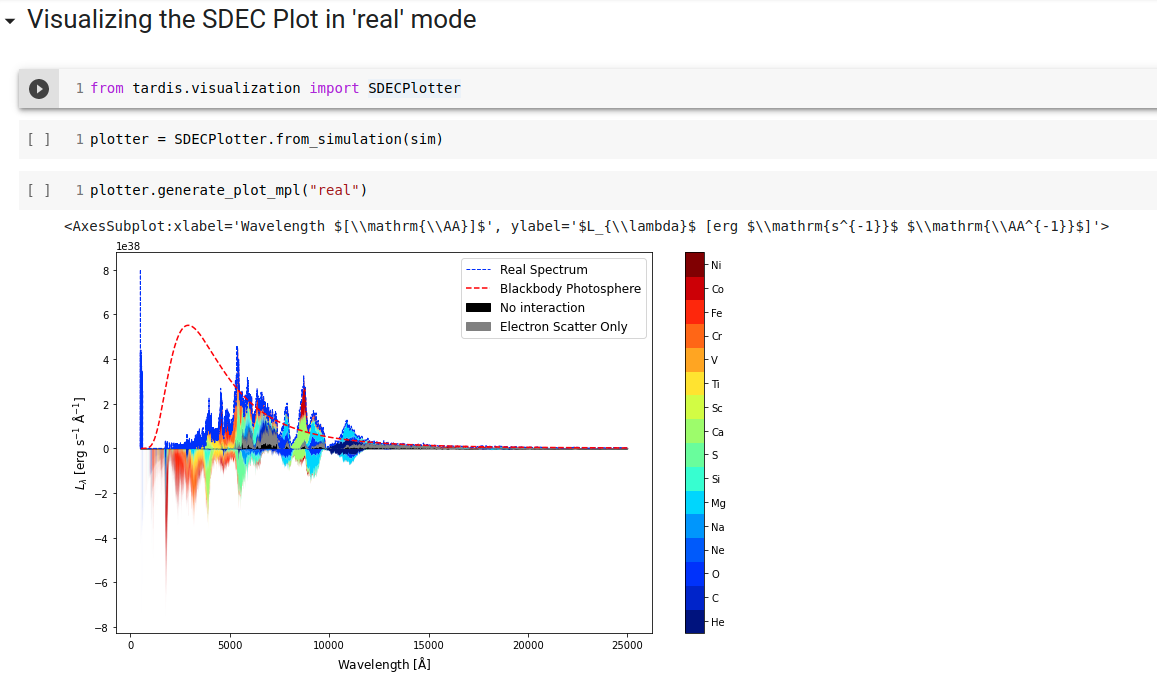 Visualizing the SDEC Plot in 'real' mode
1 from tardis.visualization import SDECPlotter
[ ] 1 plotter = SDECPlotter.from_simulation(sim)
[ ] 1 plotter.generate_plot_mpl("real")
<AxesSubplot:xlabel='Wavelength $[\\mathrm{\\AA}]$', ylabel='$L_{\\lambda}$ [erg $\\mathrm{s^{-1}}$ $\\mathrm{\\AA^{-1}}$]'>
1e38
8
6
4
2
0
−2
−4
−6
−8
Lλ [erg s⁻¹ Å⁻¹]
Real Spectrum
Blackbody Photosphere
No interaction
Electron Scatter Only
0 5000 10000 15000 20000 25000
Wavelength [Å]
Ni
Co
Fe
Cr
V
Ti
Sc
Ca
S
Si
Mg
Na
Ne
O
C
He